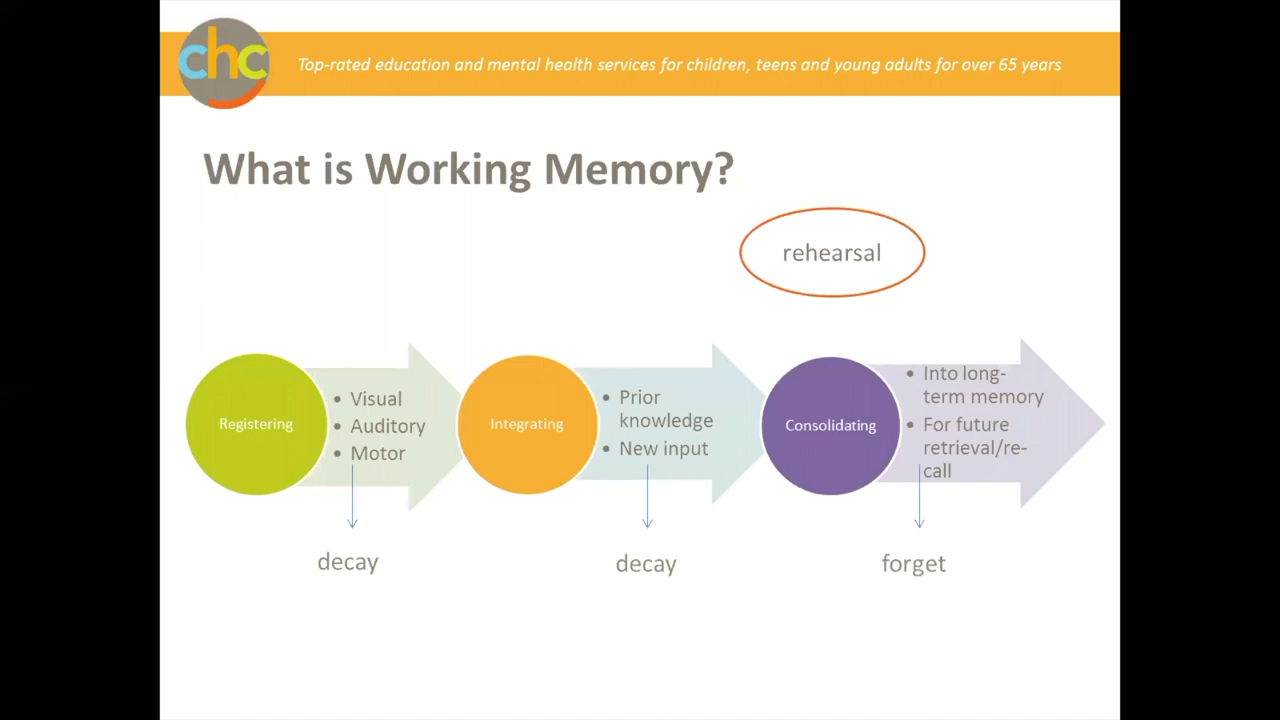 chc
Top-rated education and mental health services for children, teens and young adults for over 65 years
What is Working Memory?
rehearsal
Registering
• Visual
• Auditory
• Motor
Integrating
• Prior
knowledge
• New input
Consolidating
• Into long-
term memory
• For future
retrieval/re-
call
decay
decay
forget